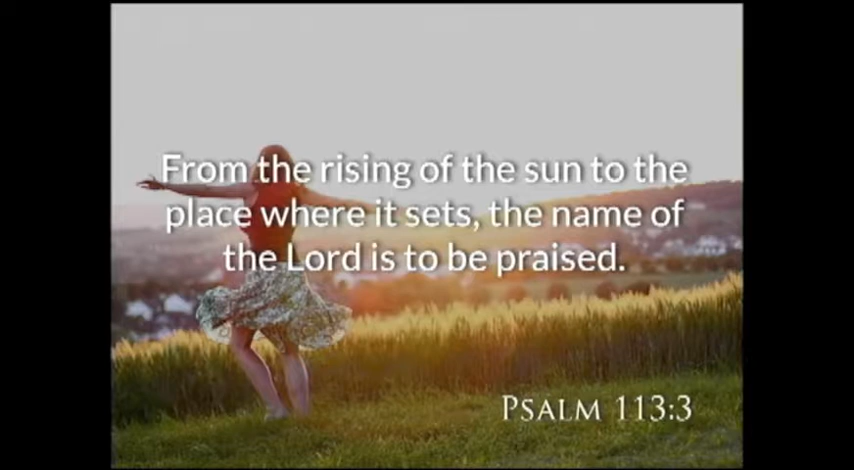 From the rising of the sun to the
place where it sets, the name of
the Lord is to be praised.
Psalm 113:3